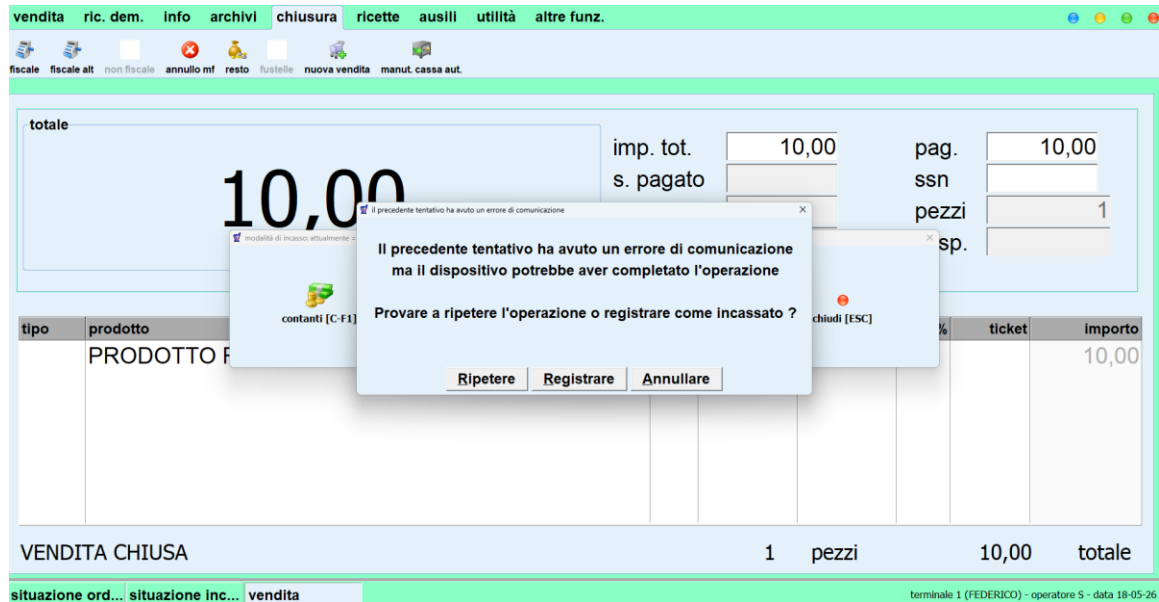 vendita ric. dem. info archivi chiusura ricette ausili utilità altre funz.
fiscale fiscale alt non fiscale annullo mf resto fustelle nuova vendita manut. cassa aut.
totale
10,00
imp. tot. 10,00 pag. 10,00
s. pagato ssn
pezzi 1
sp.
modalità di incasso: attualmente =
contanti [C-F1]
chiudi [ESC]
il precedente tentativo ha avuto un errore di comunicazione
Il precedente tentativo ha avuto un errore di comunicazione
ma il dispositivo potrebbe aver completato l'operazione
Provare a ripetere l'operazione o registrare come incassato ?
Ripetere Registrare Annullare
tipo prodotto % ticket importo
PRODOTTO 10,00
VENDITA CHIUSA 1 pezzi 10,00 totale
situazione ord... situazione inc... vendita
terminale 1 (FEDERICO) - operatore S - data 18-05-26